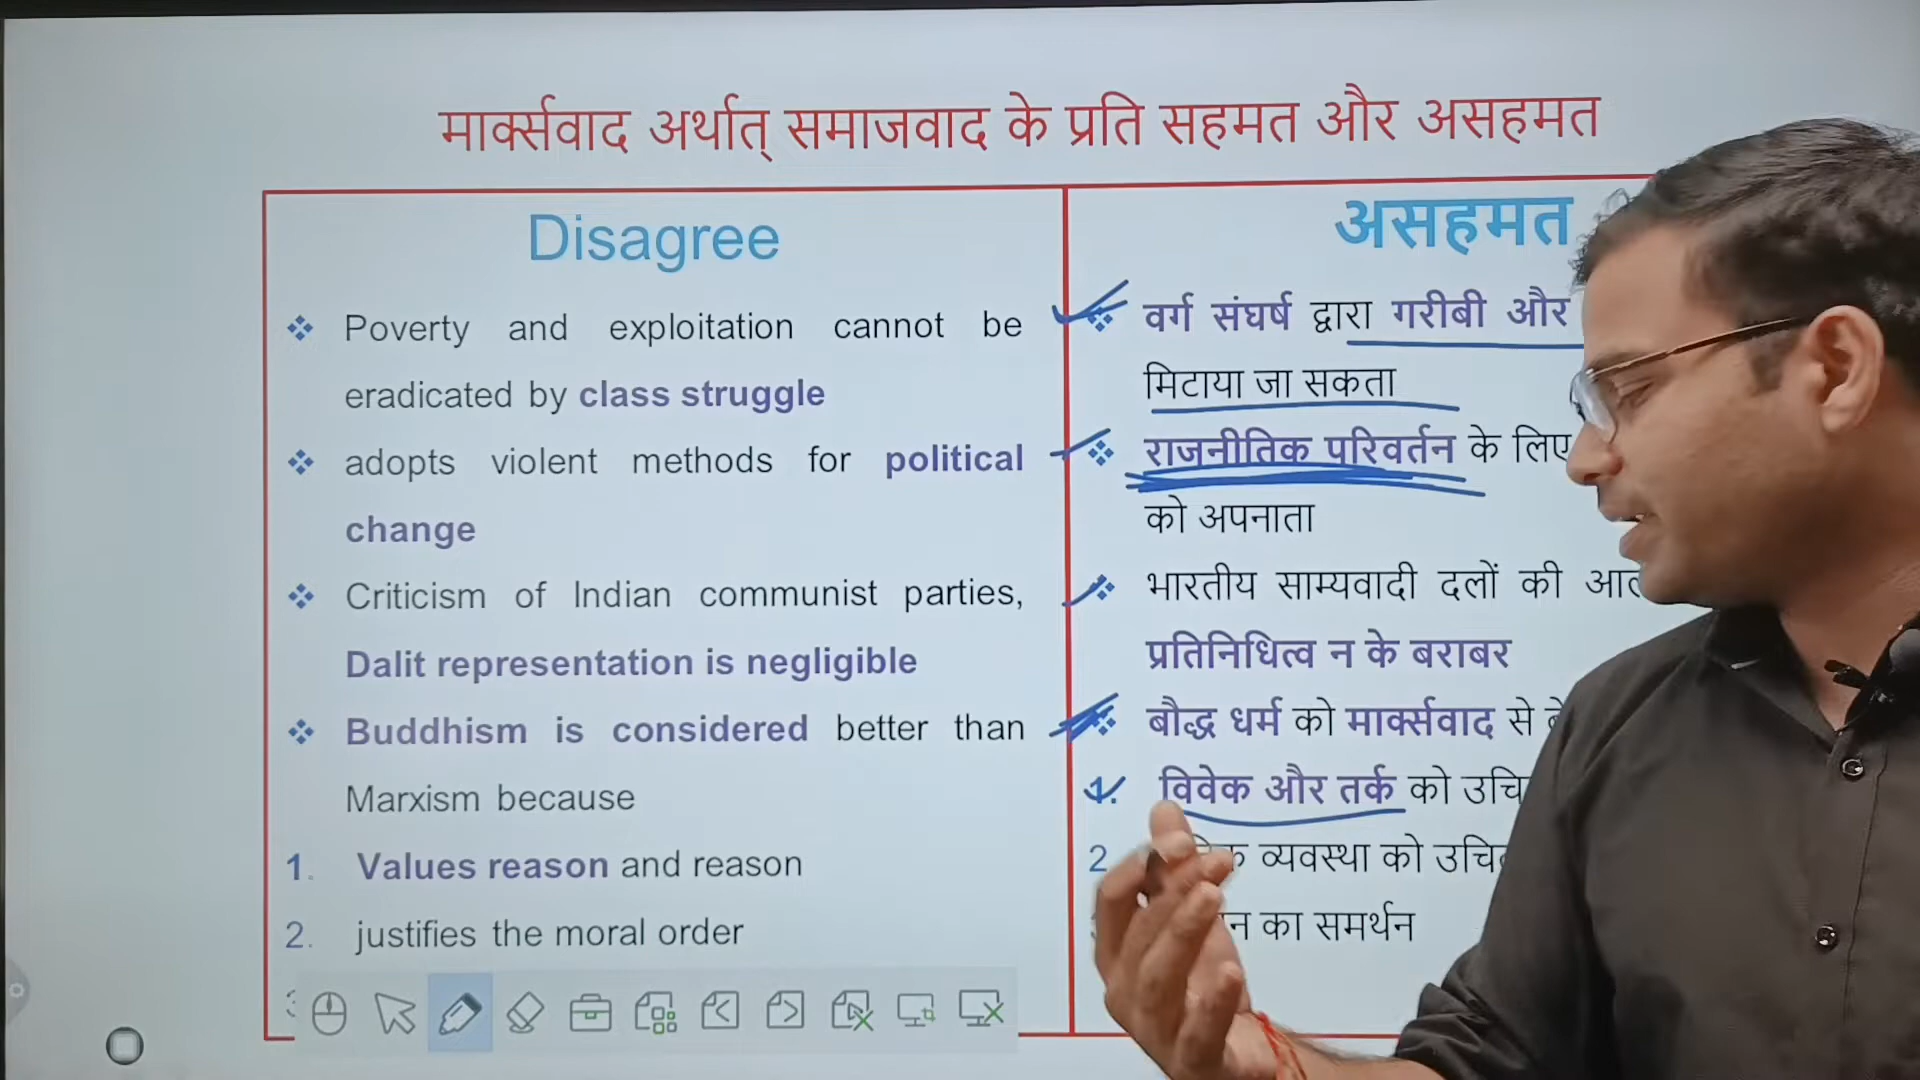 मार्क्सवाद अर्थात् समाजवाद के प्रति सहमत और असहमत
Disagree
❖ Poverty and exploitation cannot be
eradicated by class struggle
❖ adopts violent methods for political
change
❖ Criticism of Indian communist parties,
Dalit representation is negligible
❖ Buddhism is considered better than
Marxism because
1. Values reason and reason
2. justifies the moral order
असहमत
❖ वर्ग संघर्ष द्वारा गरीबी और
मिटाया जा सकता
❖ राजनीतिक परिवर्तन के लिए
को अपनाता
❖ भारतीय साम्यवादी दलों की
प्रतिनिधित्व न के बराबर
❖ बौद्ध धर्म को मार्क्सवाद से
1. विवेक और तर्क को
2 व्यवस्था को
का समर्थन